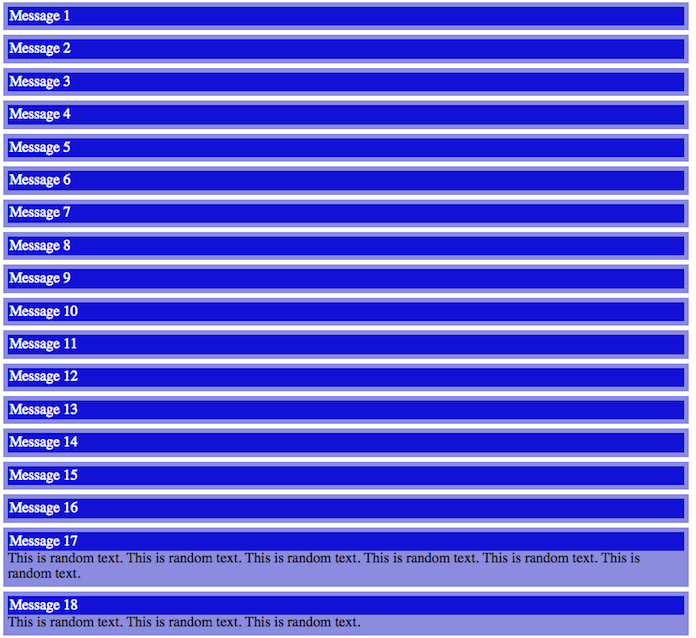 Message 1
Message 2
Message 3
Message 4
Message 5
Message 6
Message 7
Message 8
Message 9
Message 10
Message 11
Message 12
Message 13
Message 14
Message 15
Message 16
Message 17
This is random text. This is random text. This is random text. This is random text. This is random text. This is
random text.
Message 18
This is random text. This is random text. This is random text.